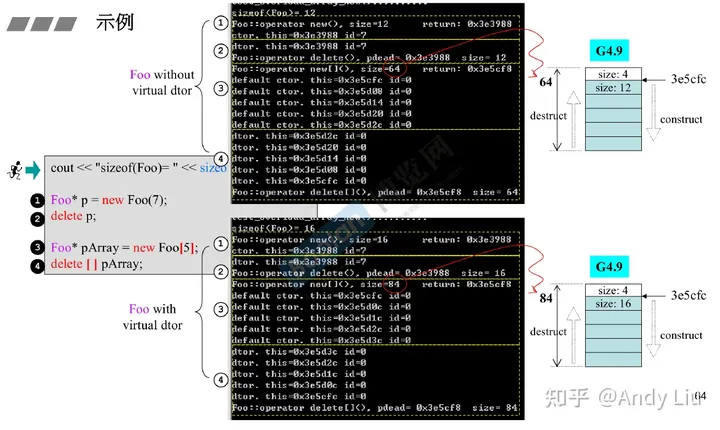 示例
Foo without
virtual dtor
cout << "sizeof(Foo)= " << sizeo
❶ Foo* p = new Foo(7);
❷ delete p;
❸ Foo* pArray = new Foo[5];
❹ delete [] pArray;
Foo with
virtual dtor
sizeof(Foo)= 12
① Foo::operator new(), size=12 return: 0x3e3988
ctor. this=0x3e3988 id=7
② dtor. this=0x3e3988 id=7
Foo::operator delete(), pdead= 0x3e3988 size= 12
Foo::operator new[](), size=64 return: 0x3e5cf8
default ctor. this=0x3e5cfc id=0
③ default ctor. this=0x3e5d08 id=0
default ctor. this=0x3e5d14 id=0
default ctor. this=0x3e5d20 id=0
default ctor. this=0x3e5d2c id=0
dtor. this=0x3e5d2c id=0
dtor. this=0x3e5d20 id=0
④ dtor. this=0x3e5d14 id=0
dtor. this=0x3e5d08 id=0
dtor. this=0x3e5cfc id=0
Foo::operator delete[](), pdead= 0x3e5cf8 size= 64
sizeof(Foo)= 16
① Foo::operator new(), size=16 return: 0x3e3988
ctor. this=0x3e3988 id=7
② dtor. this=0x3e3988 id=7
Foo::operator delete(), pdead= 0x3e3988 size= 16
Foo::operator new[](), size=84 return: 0x3e5cf8
default ctor. this=0x3e5cfc id=0
default ctor. this=0x3e5d0c id=0
③ default ctor. this=0x3e5d1c id=0
default ctor. this=0x3e5d2c id=0
default ctor. this=0x3e5d3c id=0
dtor. this=0x3e5d3c id=0
dtor. this=0x3e5d2c id=0
④ dtor. this=0x3e5d1c id=0
dtor. this=0x3e5d0c id=0
dtor. this=0x3e5cfc id=0
Foo::operator delete[](), pdead= 0x3e5cf8 size= 84
G4.9
size: 4
64 size: 12 3e5cfc
destruct construct
G4.9
size: 4
84 size: 16 3e5cfc
destruct construct
64
知乎 @Andy Liu